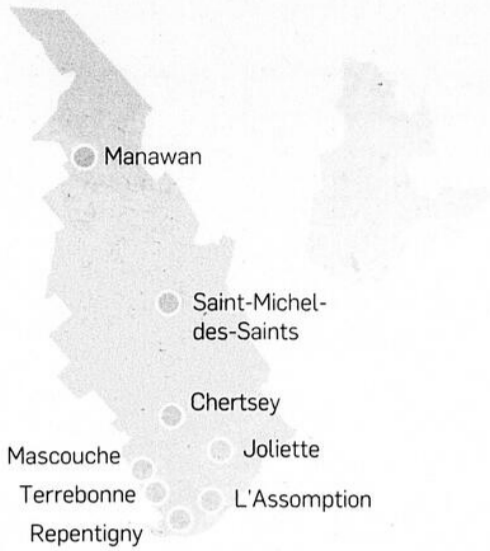 Manawan
Saint-Michel-
des-Saints
Chertsey
Joliette
Mascouche
Terrebonne
L'Assomption
Repentigny